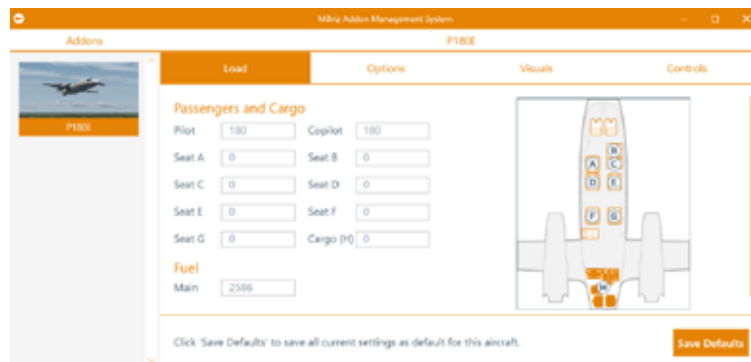 Milviz Addon Management System
Addons P180E
P180E
Load Options Visuals Controls
Passengers and Cargo
Pilot 180 Copilot 180
Seat A 0 Seat B 0
Seat C 0 Seat D 0
Seat E 0 Seat F 0
Seat G 0 Cargo (H) 0
Fuel
Main 2586
B
A C
D E
F G
H
Click 'Save Defaults' to save all current settings as default for this aircraft.
Save Defaults